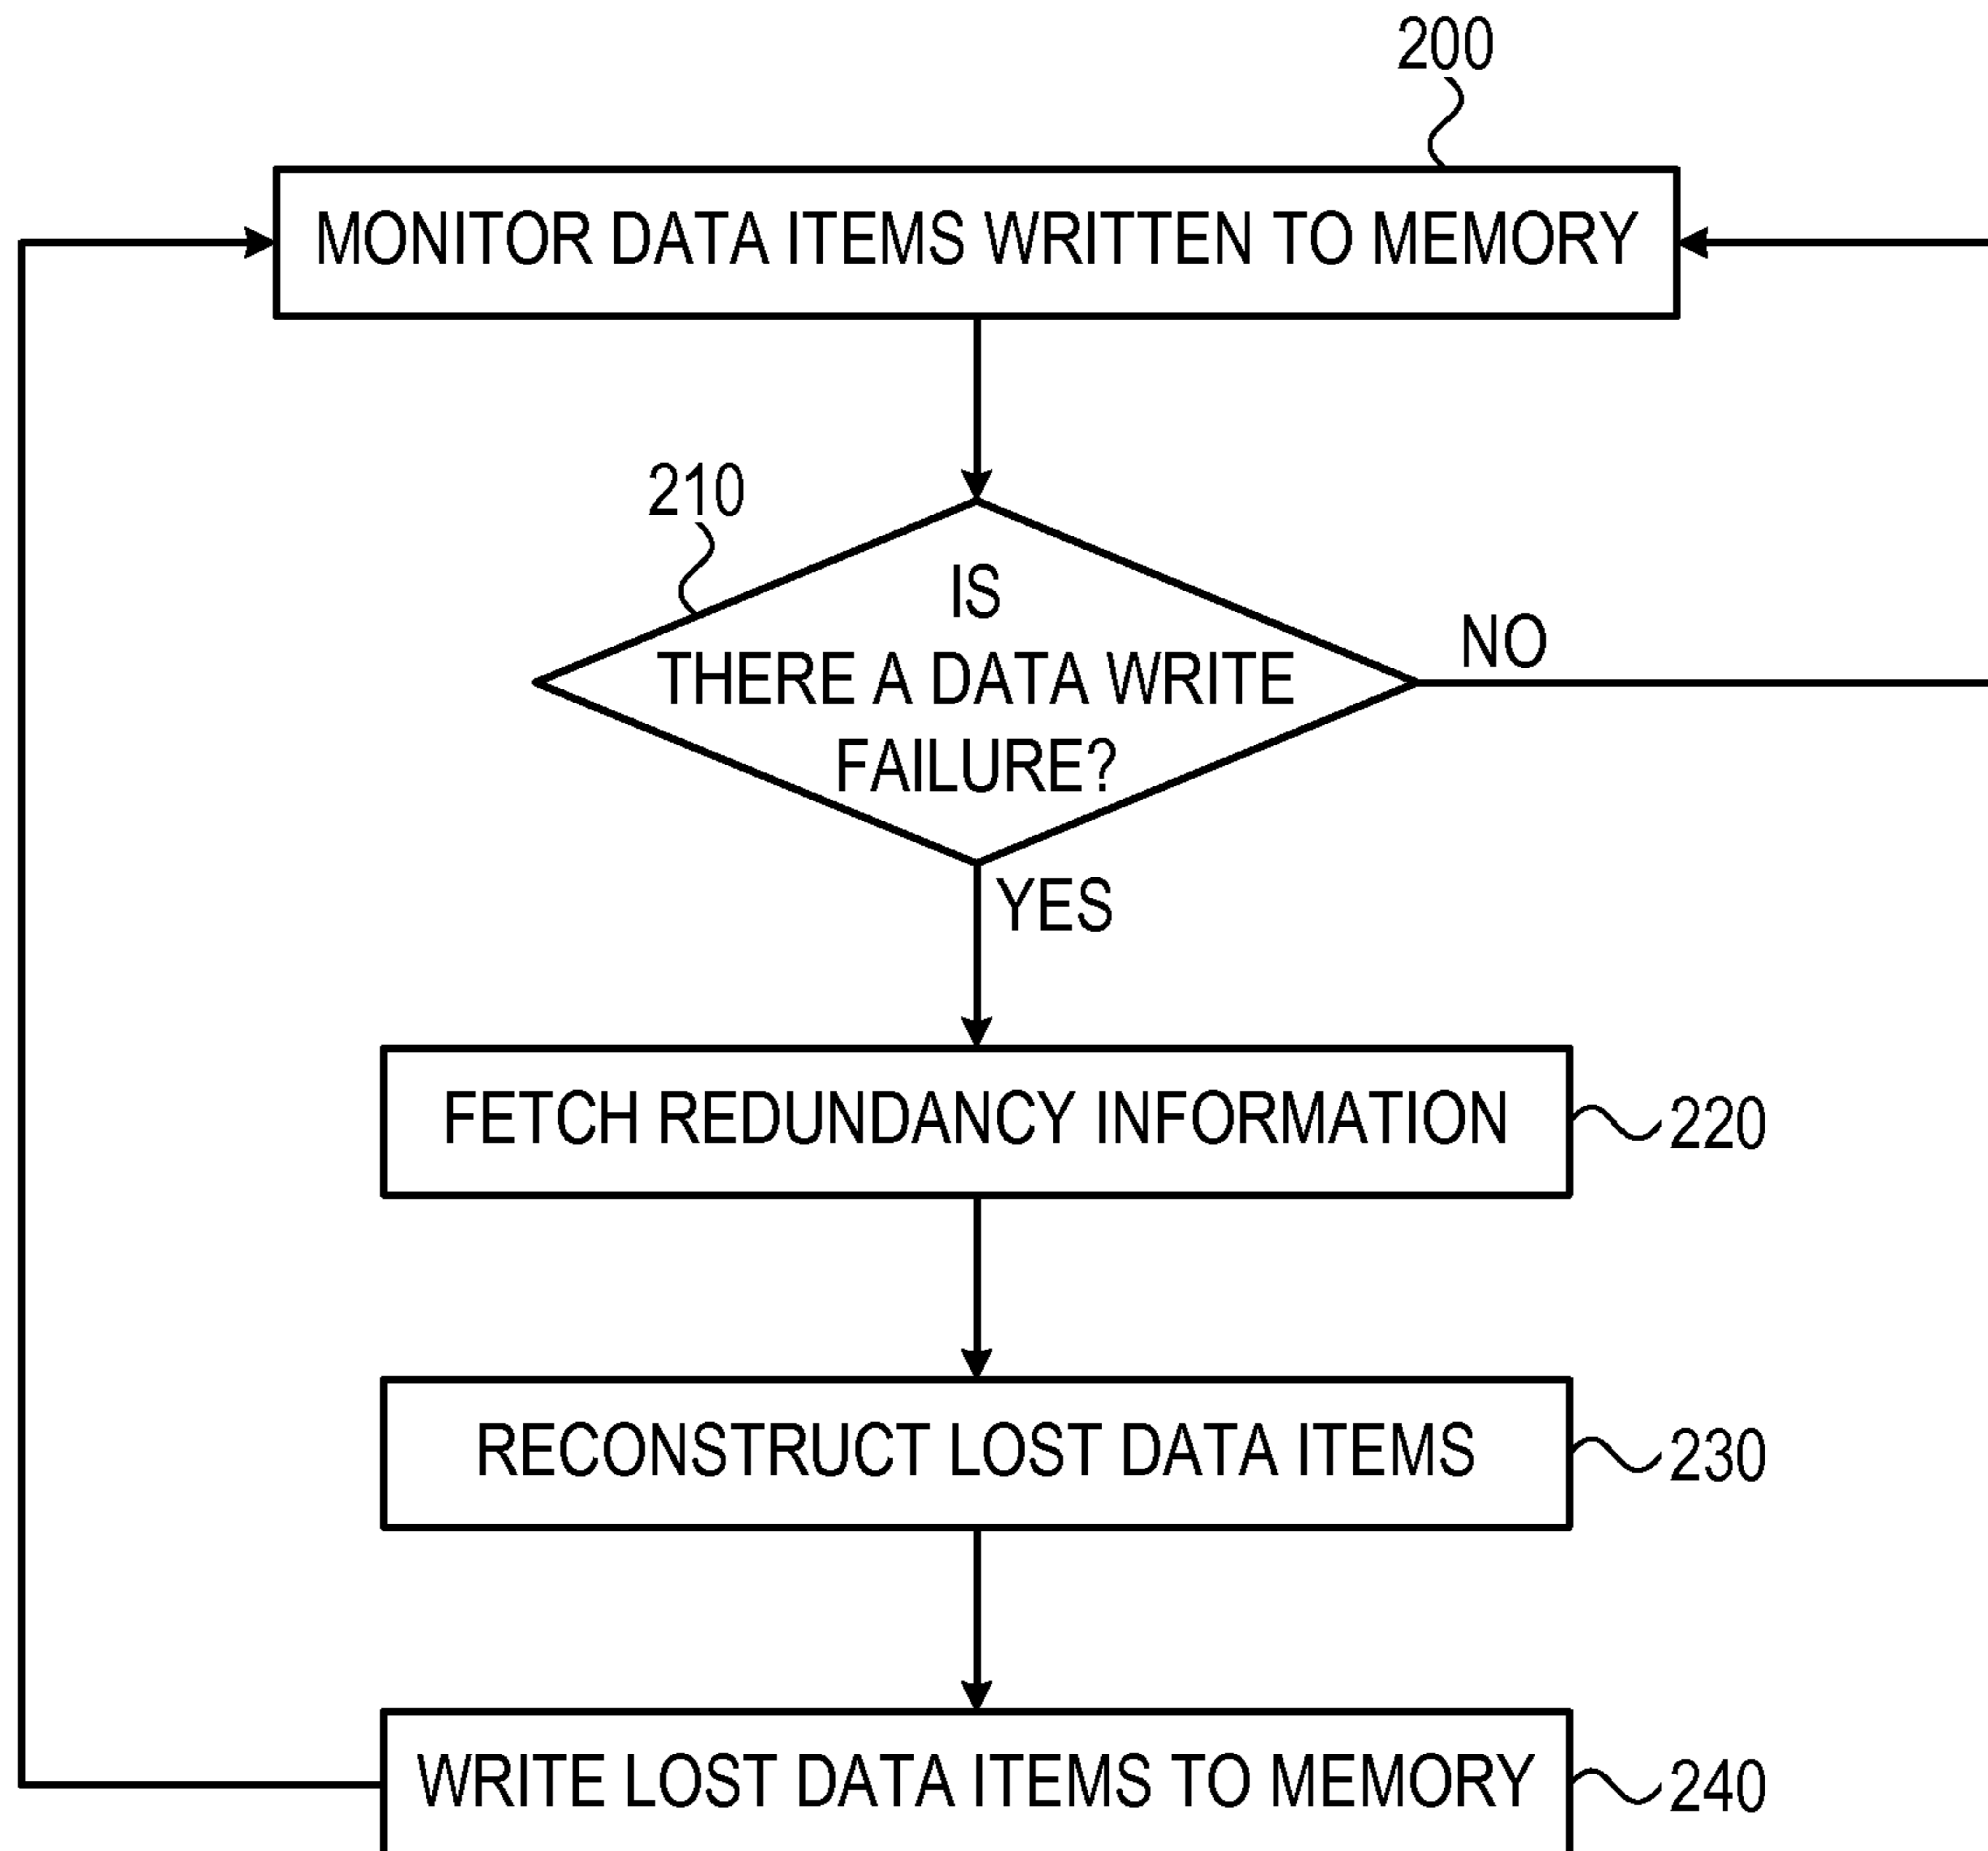 200
MONITOR DATA ITEMS WRITTEN TO MEMORY
210
IS
THERE A DATA WRITE
FAILURE?
NO
YES
FETCH REDUNDANCY INFORMATION
220
RECONSTRUCT LOST DATA ITEMS
230
WRITE LOST DATA ITEMS TO MEMORY
240